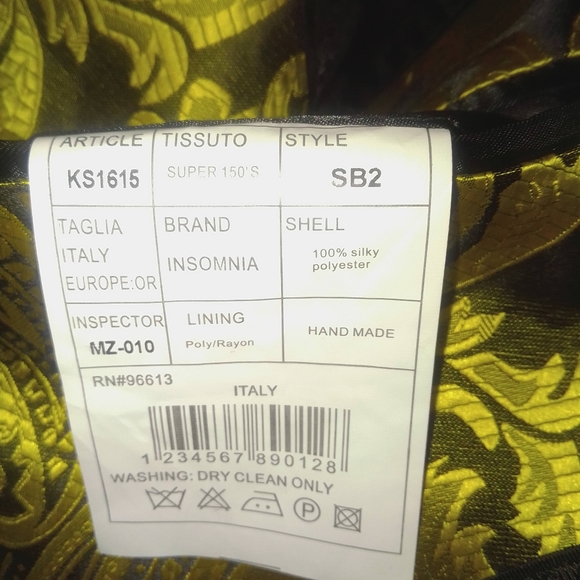 ARTICLE TISSUTO STYLE
KS1615 SUPER 150'S SB2
TAGLIA BRAND SHELL
ITALY INSOMNIA 100% silky
EUROPE:OR polyester
INSPECTOR LINING HAND MADE
MZ-010 Poly/Rayon
RN#96613
ITALY
1 234567 890128
WASHING: DRY CLEAN ONLY
P